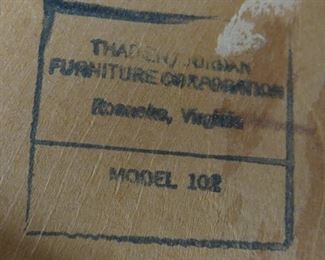 THADEN / JORDAN
FURNITURE CORPORATION
Roanoke, Virginia
MODEL 102